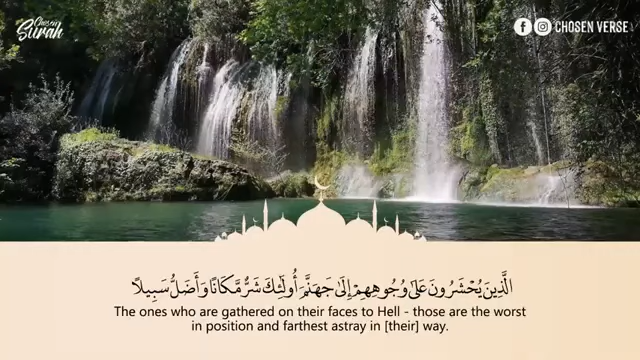 Chosen
Surah
CHOSEN VERSE
الَّذِينَ يُحْشَرُونَ عَلَىٰ وُجُوهِهِمْ إِلَىٰ جَهَنَّمَ أُولَٰئِكَ شَرٌّ مَّكَانًا وَأَضَلُّ سَبِيلًا
The ones who are gathered on their faces to Hell - those are the worst
in position and farthest astray in [their] way.